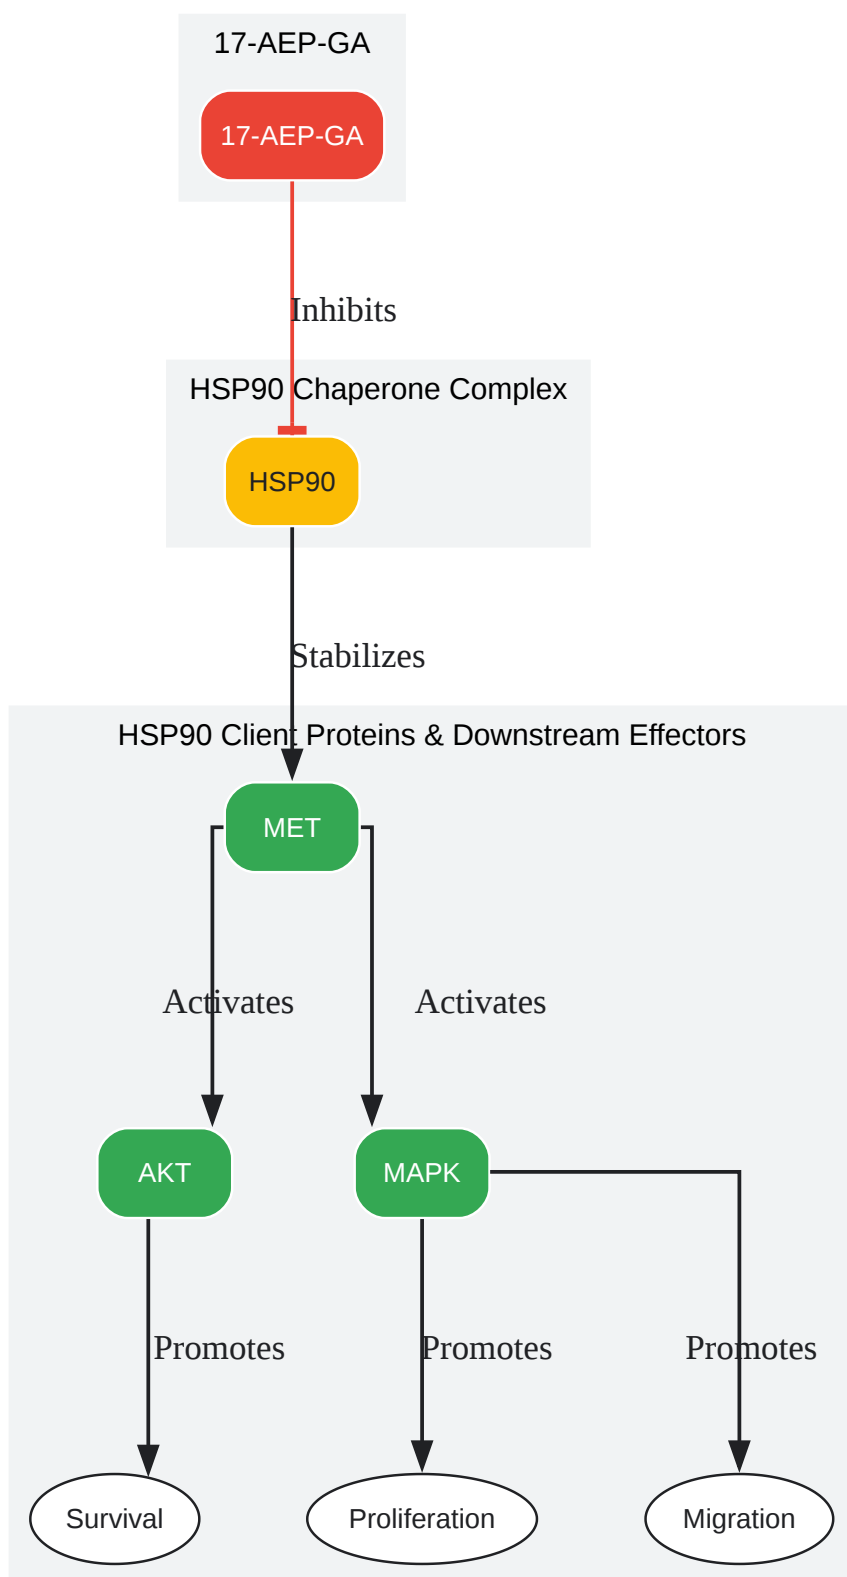 17-AEP-GA
17-AEP-GA
Inhibits
HSP90 Chaperone Complex
HSP90
Stabilizes
HSP90 Client Proteins & Downstream Effectors
MET
Activates
Activates
AKT
MAPK
Promotes
Promotes
Promotes
Survival
Proliferation
Migration